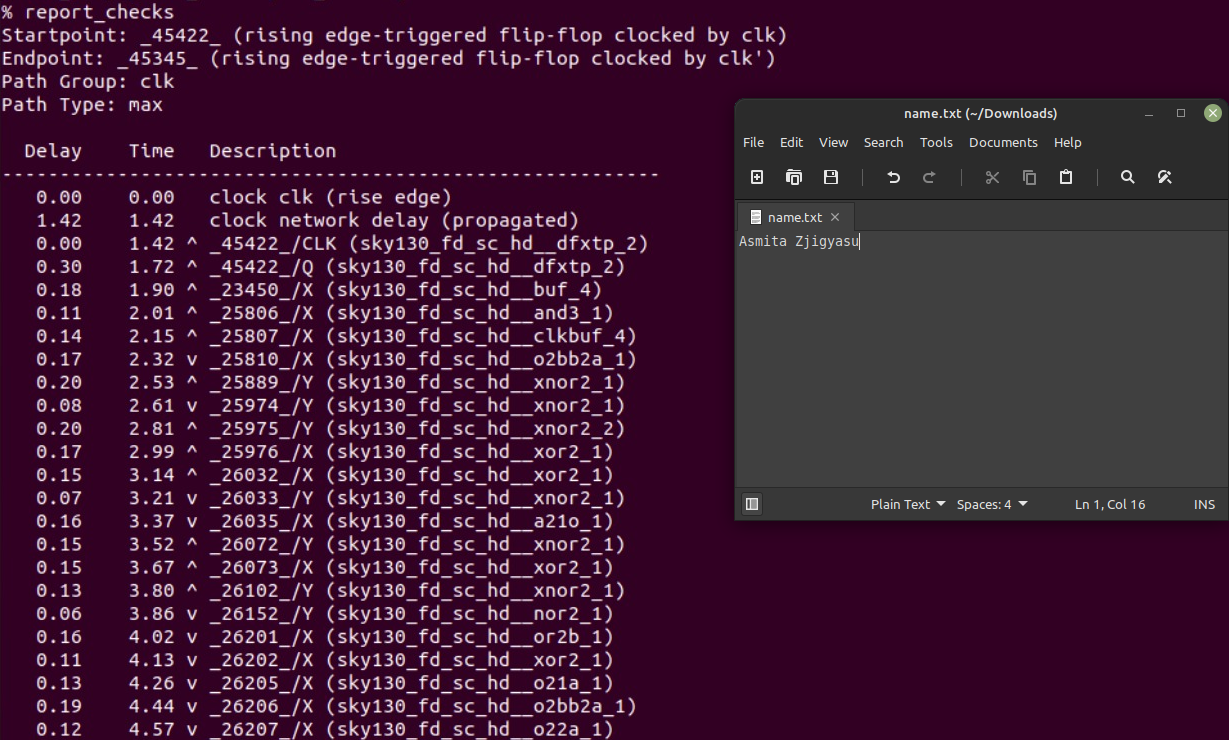 % report_checks
Startpoint: _45422_ (rising edge-triggered flip-flop clocked by clk)
Endpoint: _45345_ (rising edge-triggered flip-flop clocked by clk')
Path Group: clk
Path Type: max
  Delay    Time   Description
---------------------------------------------------------
   0.00    0.00   clock clk (rise edge)
   1.42    1.42   clock network delay (propagated)
   0.00    1.42 ^ _45422_/CLK (sky130_fd_sc_hd__dfxtp_2)
   0.30    1.72 ^ _45422_/Q (sky130_fd_sc_hd__dfxtp_2)
   0.18    1.90 ^ _23450_/X (sky130_fd_sc_hd__buf_4)
   0.11    2.01 ^ _25806_/X (sky130_fd_sc_hd__and3_1)
   0.14    2.15 ^ _25807_/X (sky130_fd_sc_hd__clkbuf_4)
   0.17    2.32 v _25810_/X (sky130_fd_sc_hd__o2bb2a_1)
   0.20    2.53 ^ _25889_/Y (sky130_fd_sc_hd__xnor2_1)
   0.08    2.61 v _25974_/Y (sky130_fd_sc_hd__xnor2_1)
   0.20    2.81 ^ _25975_/Y (sky130_fd_sc_hd__xnor2_2)
   0.17    2.99 ^ _25976_/X (sky130_fd_sc_hd__xor2_1)
   0.15    3.14 ^ _26032_/X (sky130_fd_sc_hd__xor2_1)
   0.07    3.21 v _26033_/Y (sky130_fd_sc_hd__xnor2_1)
   0.16    3.37 v _26035_/X (sky130_fd_sc_hd__a21o_1)
   0.15    3.52 ^ _26072_/Y (sky130_fd_sc_hd__xnor2_1)
   0.15    3.67 ^ _26073_/X (sky130_fd_sc_hd__xor2_1)
   0.13    3.80 ^ _26102_/Y (sky130_fd_sc_hd__xnor2_1)
   0.06    3.86 v _26152_/Y (sky130_fd_sc_hd__nor2_1)
   0.16    4.02 v _26201_/X (sky130_fd_sc_hd__or2b_1)
   0.11    4.13 v _26202_/X (sky130_fd_sc_hd__xor2_1)
   0.13    4.26 v _26205_/X (sky130_fd_sc_hd__o21a_1)
   0.19    4.44 v _26206_/X (sky130_fd_sc_hd__o2bb2a_1)
   0.12    4.57 v _26207_/X (sky130_fd_sc_hd__o22a_1)
name.txt (~/Downloads)
File Edit View Search Tools Documents Help
name.txt
Asmita Zjigyasu
Plain Text Spaces: 4 Ln 1, Col 16 INS